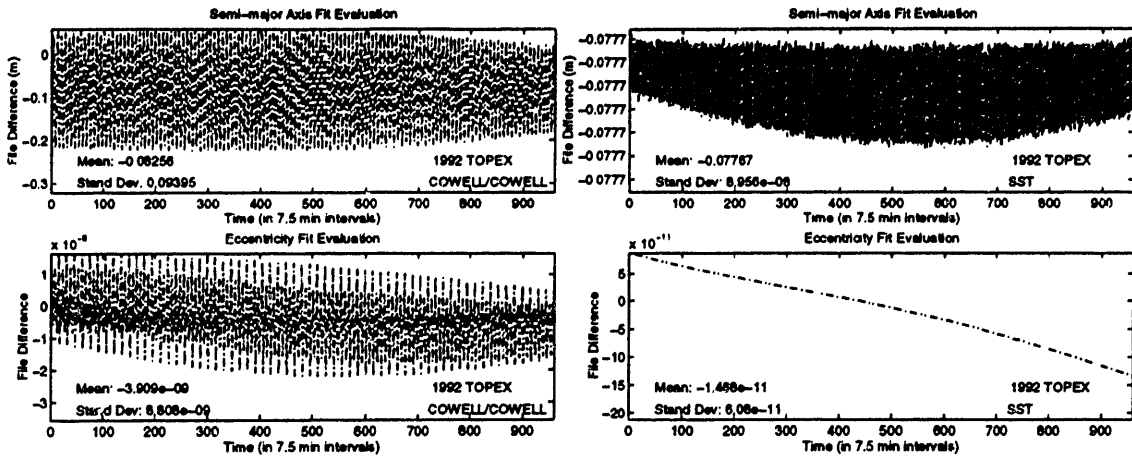 Semi-major Axis Fit Evaluation
File Difference (m)
0
-0.1
-0.2
-0.3
Mean: -0.08256
Stand Dev: 0.09395
1992 TOPEX
COWELL/COWELL
0 100 200 300 400 500 600 700 800 900
Time (in 7.5 min intervals)
Semi-major Axis Fit Evaluation
File Difference (m)
-0.0777
-0.0777
-0.0777
-0.0777
-0.0777
-0.0777
-0.0777
Mean: -0.07767
Stand Dev: 8.956e-06
1992 TOPEX
SST
0 100 200 300 400 500 600 700 800 900
Time (in 7.5 min intervals)
Eccentricity Fit Evaluation
x 10
File Difference
1
0
-1
-2
-3
Mean: -3.909e-09
Stand Dev: 8.808e-09
1992 TOPEX
COWELL/COWELL
0 100 200 300 400 500 600 700 800 900
Time (in 7.5 min intervals)
Eccentricity Fit Evaluation
x 10⁻¹¹
File Difference
5
0
-5
-10
-15
-20
Mean: -1.468e-11
Stand Dev: 6.06e-11
1992 TOPEX
SST
0 100 200 300 400 500 600 700 800 900
Time (in 7.5 min intervals)